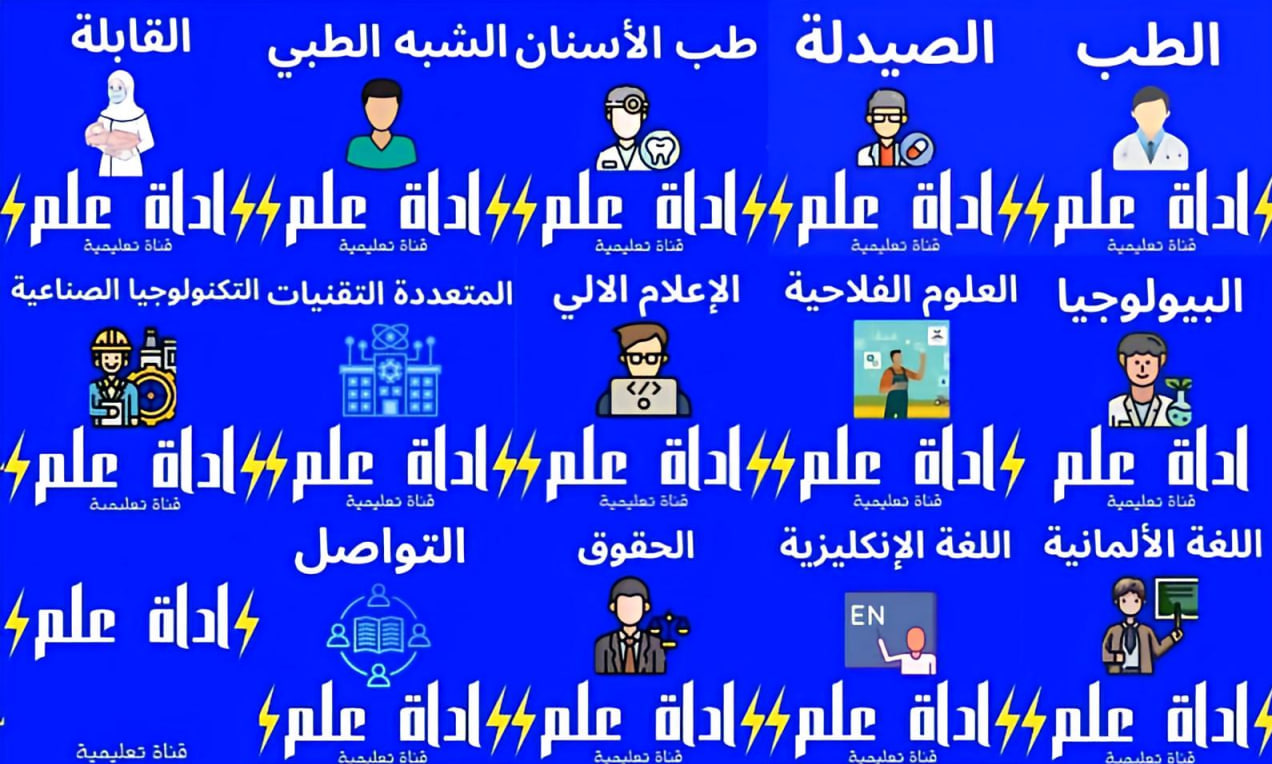 الطب
الصيدلة
طب الأسنان
الشبه الطبي
القابلة
اداة علم
اداة علم
اداة علم
اداة علم
اداة علم
قناة تعليمية
قناة تعليمية
قناة تعليمية
قناة تعليمية
قناة تعليمية
البيولوجيا
العلوم الفلاحية
الإعلام الالي
المتعددة التقنيات
التكنولوجيا الصناعية
</>
اداة علم
اداة علم
اداة علم
اداة علم
اداة علم
قناة تعليمية
قناة تعليمية
قناة تعليمية
قناة تعليمية
قناة تعليمية
اللغة الألمانية
اللغة الإنكليزية
الحقوق
التواصل
EN
اداة علم
اداة علم
اداة علم
اداة علم
اداة علم
قناة تعليمية
قناة تعليمية
قناة تعليمية
قناة تعليمية
قناة تعليمية